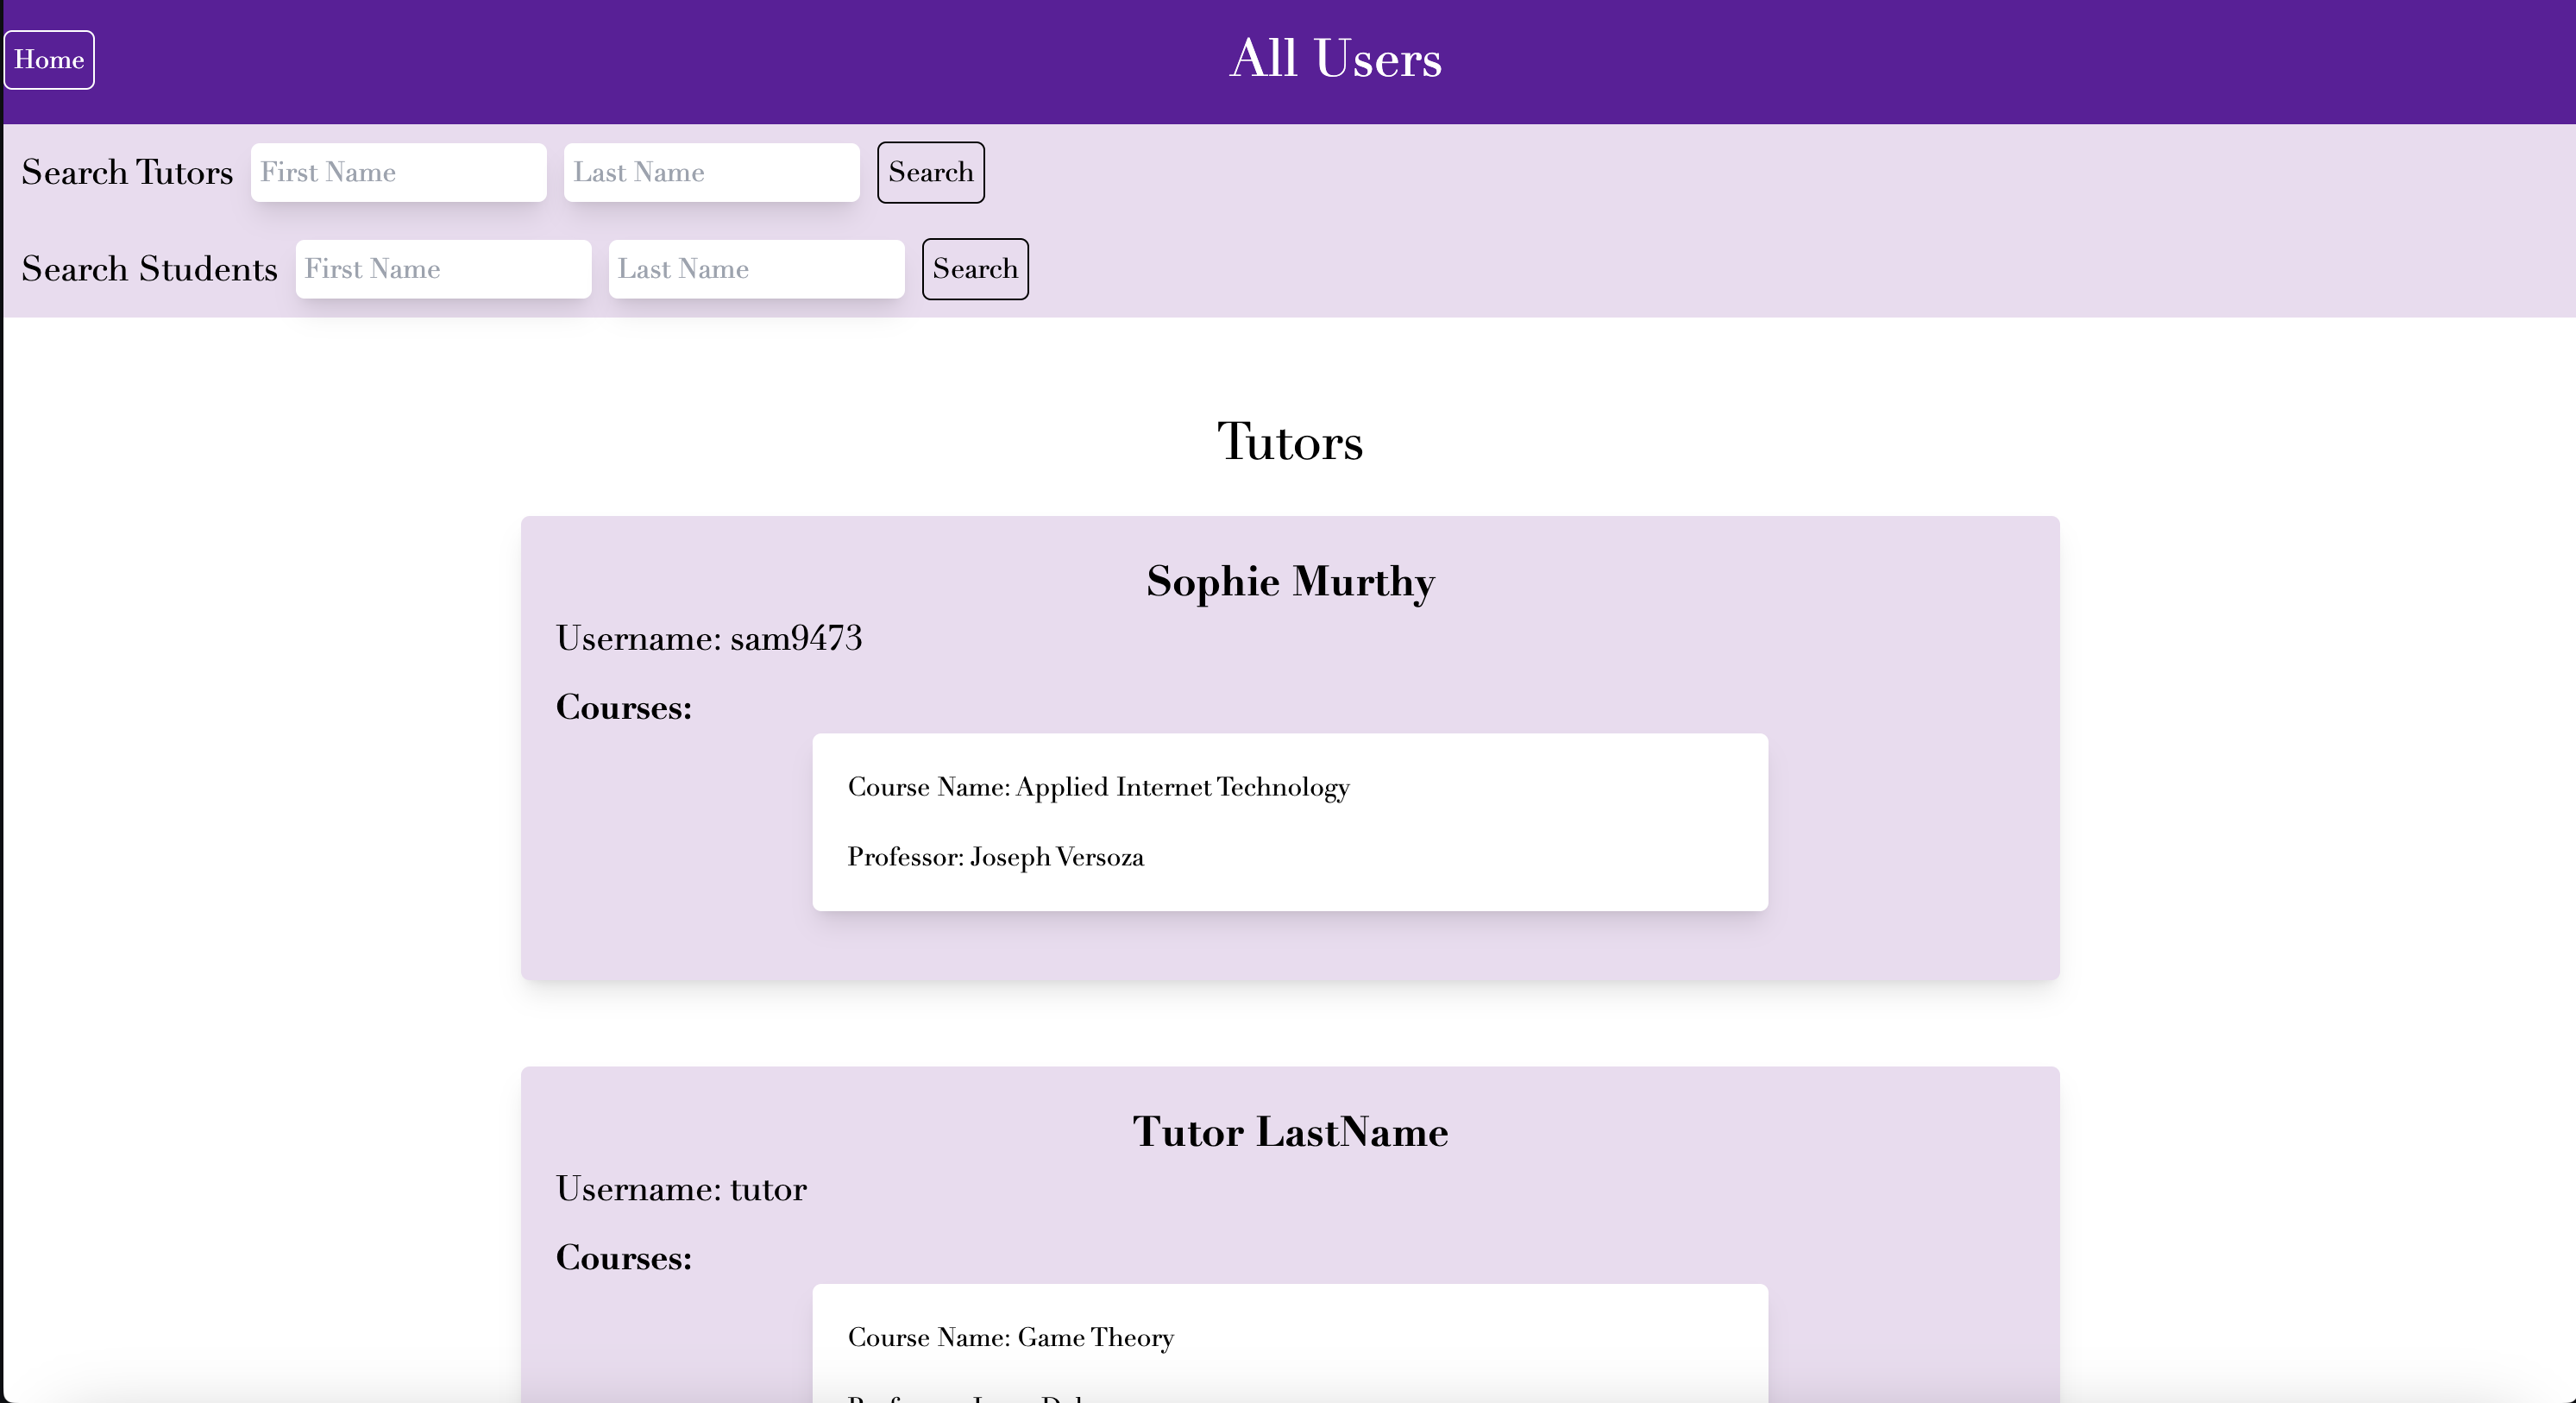 Home
All Users
Search Tutors First Name Last Name Search
Search Students First Name Last Name Search
Tutors
Sophie Murthy
Username: sam9473
Courses:
Course Name: Applied Internet Technology
Professor: Joseph Versoza
Tutor LastName
Username: tutor
Courses:
Course Name: Game Theory